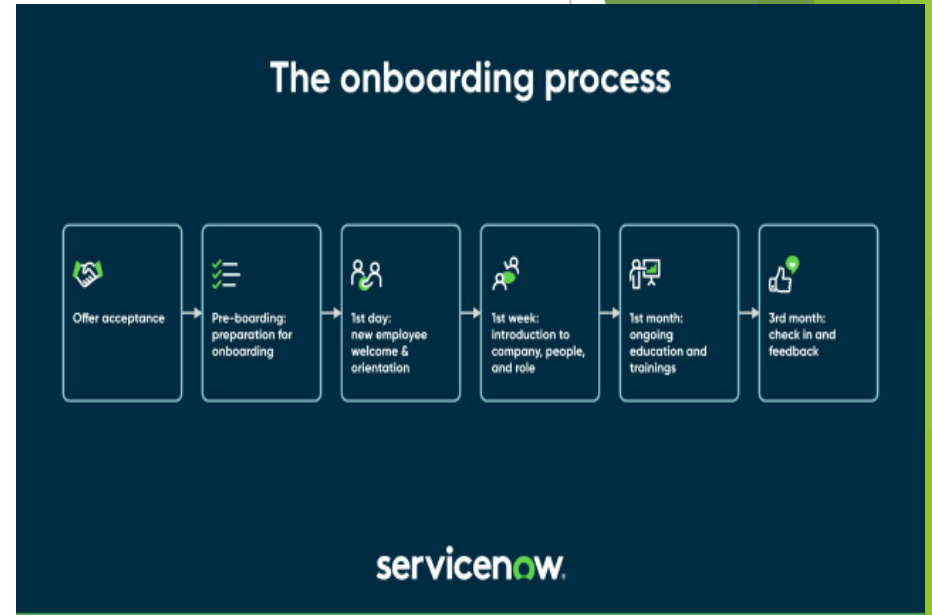 The onboarding process
Offer acceptance
Pre-boarding:
preparation for
onboarding
1st day:
new employee
welcome &
orientation
1st week:
introduction to
company, people,
and role
1st month:
ongoing
education and
trainings
3rd month:
check in and
feedback
servicenow.